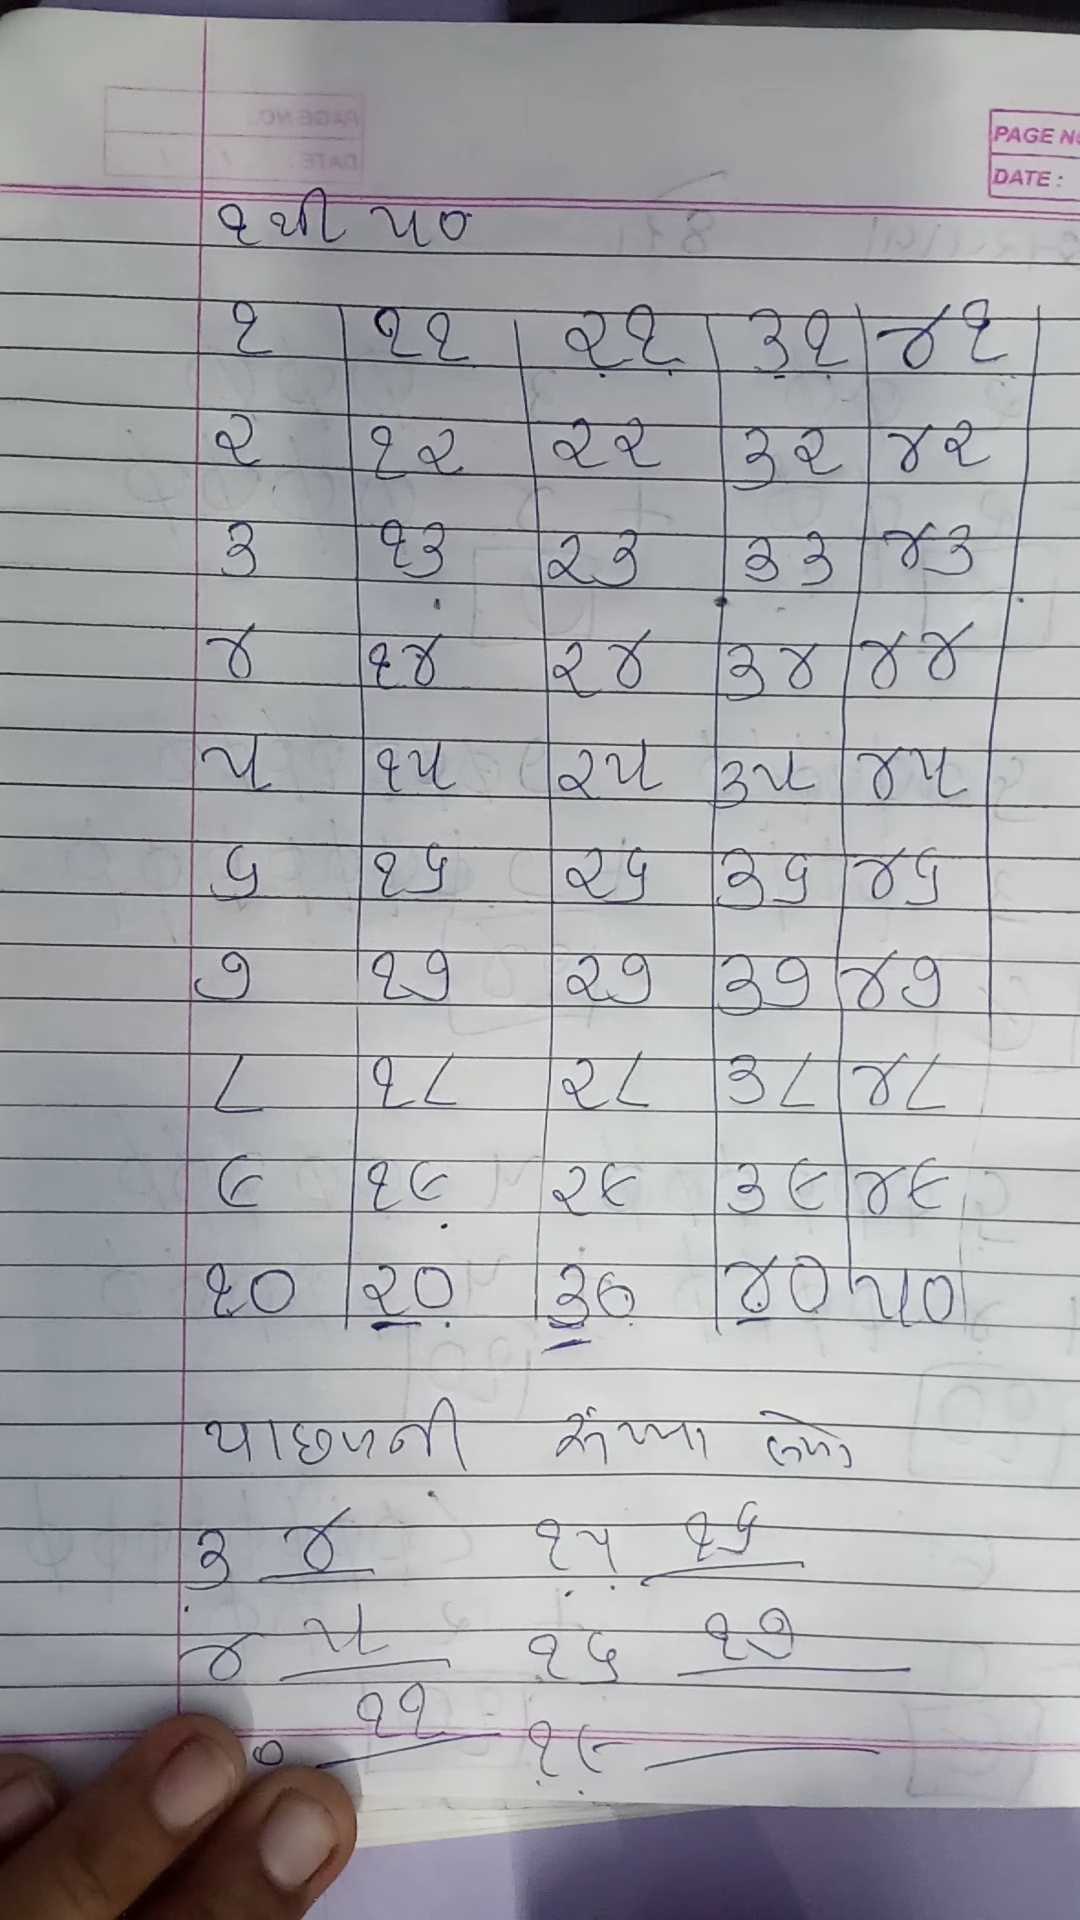 PAGE NO
DATE :
૧ થી ૫૦
૧ ૧૧ ૨૧ ૩૧ ૪૧
૨ ૧૨ ૨૨ ૩૨ ૪૨
૩ ૧૩ ૨૩ ૩૩ ૪૩
૪ ૧૪ ૨૪ ૩૪ ૪૪
૫ ૧૫ ૨૫ ૩૫ ૪૫
૬ ૧૬ ૨૬ ૩૬ ૪૬
૭ ૧૭ ૨૭ ૩૭ ૪૭
૮ ૧૮ ૨૮ ૩૮ ૪૮
૯ ૧૯ ૨૯ ૩૯ ૪૯
૧૦ ૨૦ ૩૦ ૪૦ ૫૦
પાછળની સંખ્યા લખો
૩ ૪ ૧૫ ૧૬
૪ ૫ ૧૬ ૧૭
૦ ૧૧ ૧૯